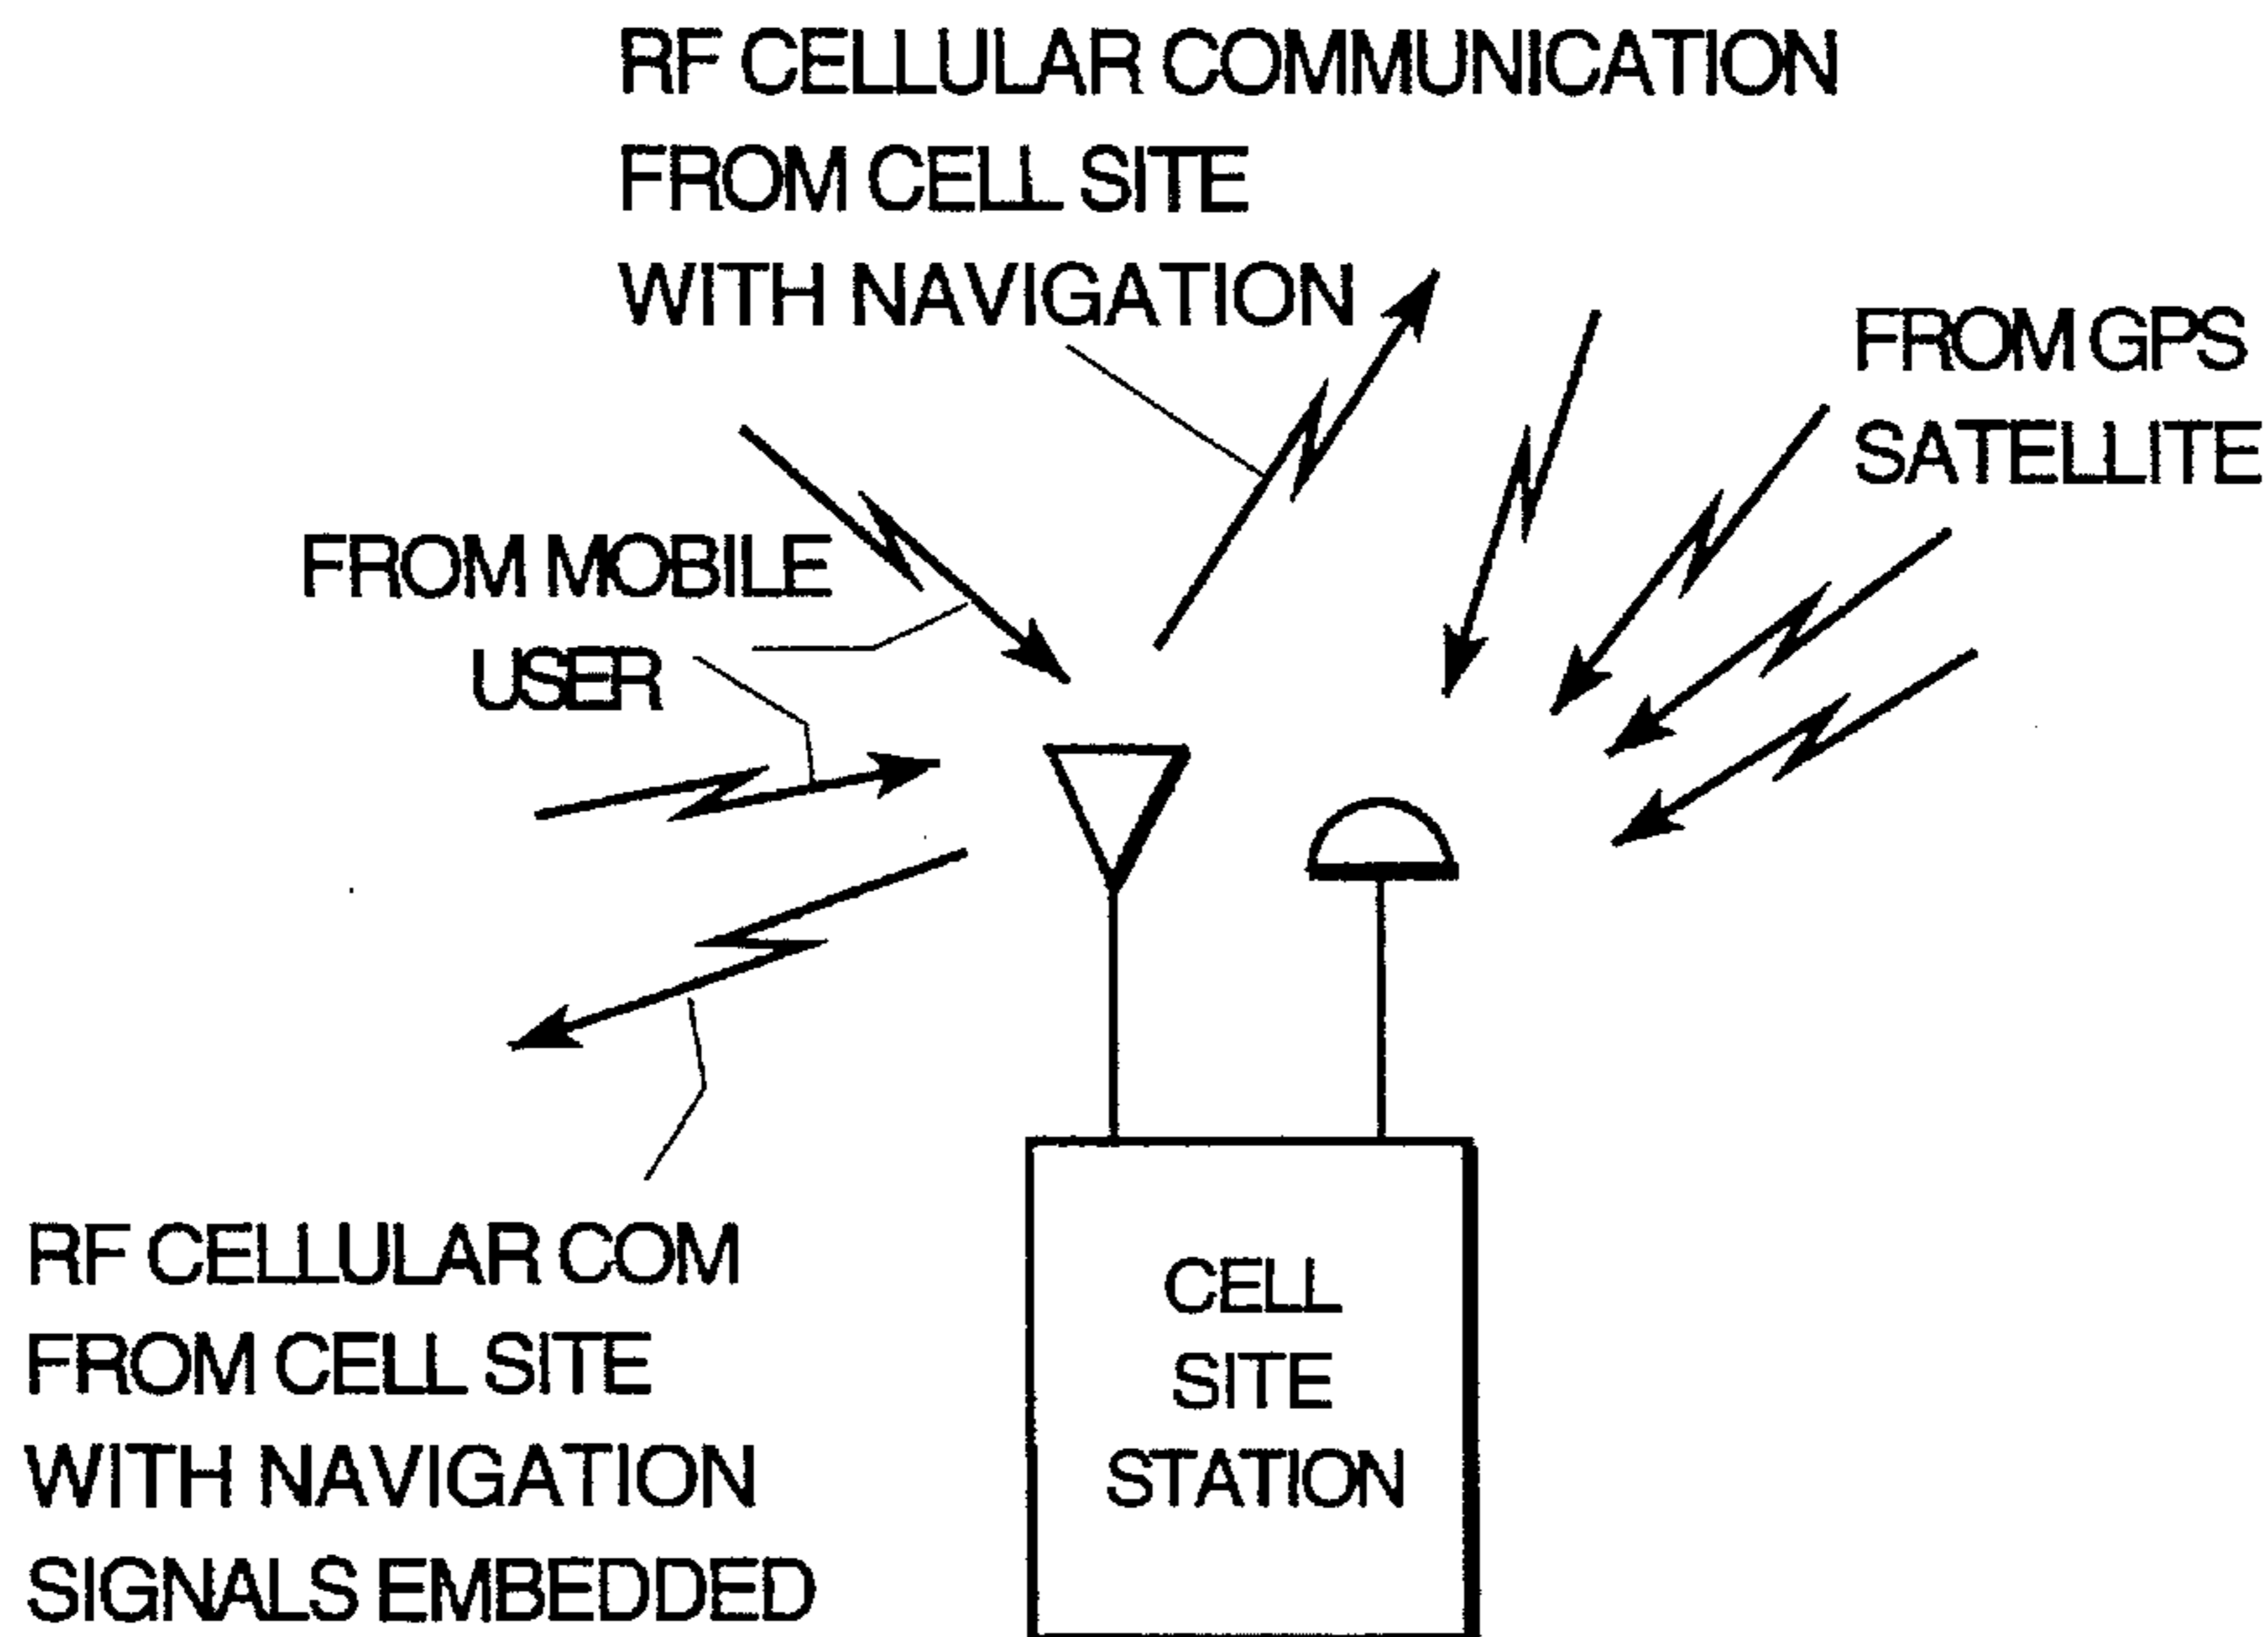 RF CELLULAR COMMUNICATION
FROM CELL SITE
WITH NAVIGATION
FROM GPS
SATELLITE
FROM MOBILE
USER
RF CELLULAR COM
FROM CELL SITE
WITH NAVIGATION
SIGNALS EMBEDDED
CELL
SITE
STATION